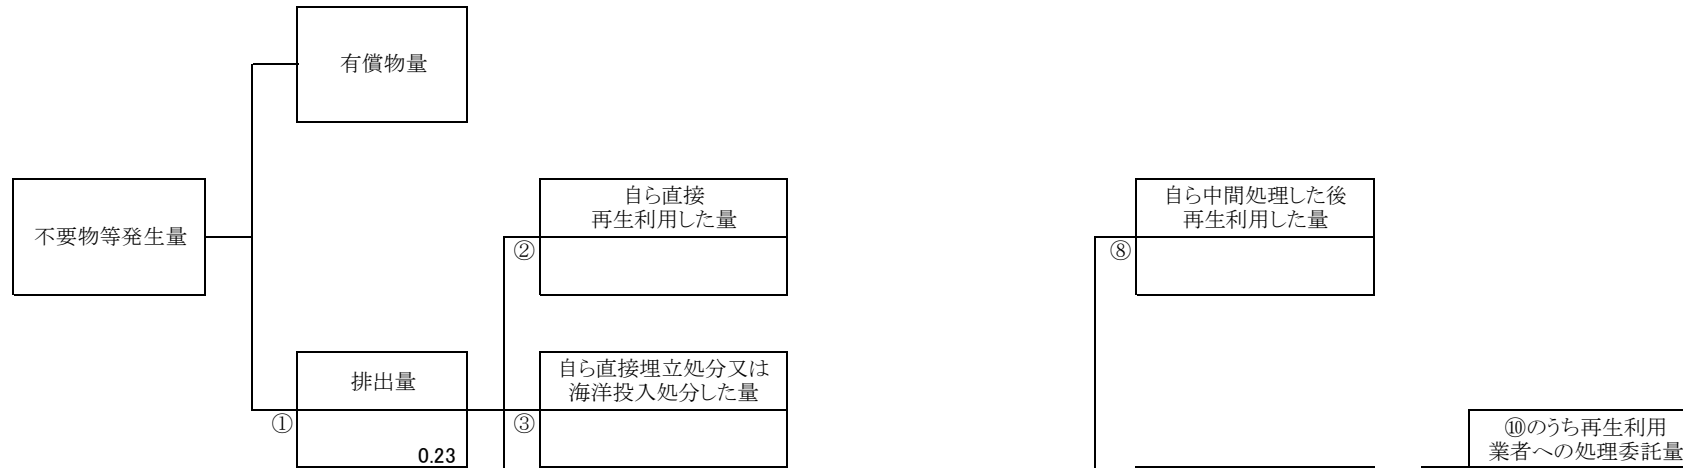 有償物量
不要物等発生量
自ら直接
再生利用した量
②
自ら中間処理した後
再生利用した量
⑧
排出量
①
0.23
自ら直接埋立処分又は
海洋投入処分した量
③
⑩のうち再生利用
業者への処理委託量